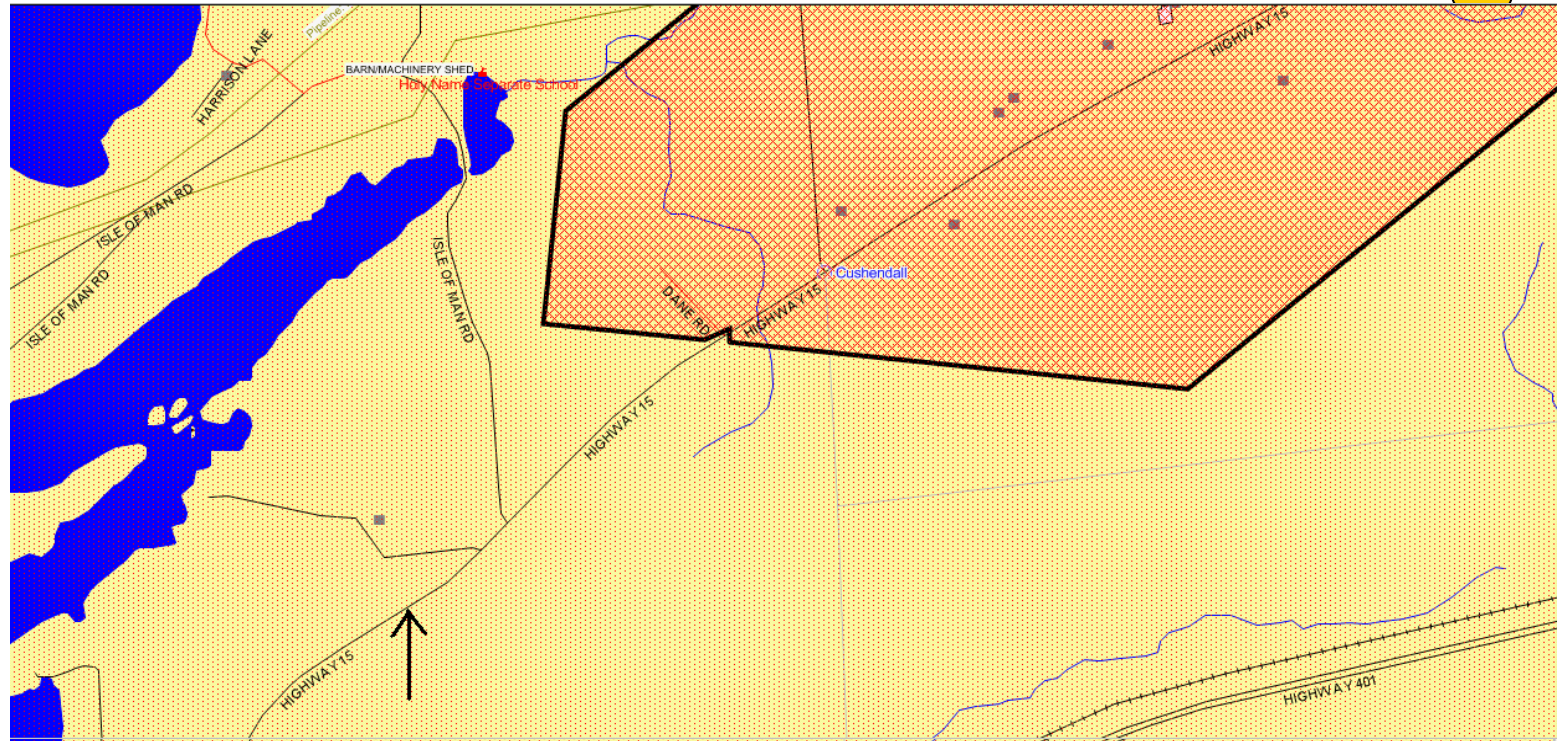 Pipeline
HIGHWAY 15
HARRISON LANE
BARN/MACHINERY SHED
Holy Name Separate School
ISLE OF MAN RD
ISLE OF MAN RD
ISLE OF MAN RD
Cushendall
DANE RD
HIGHWAY 15
HIGHWAY 15
HIGHWAY 15
HIGHWAY 401